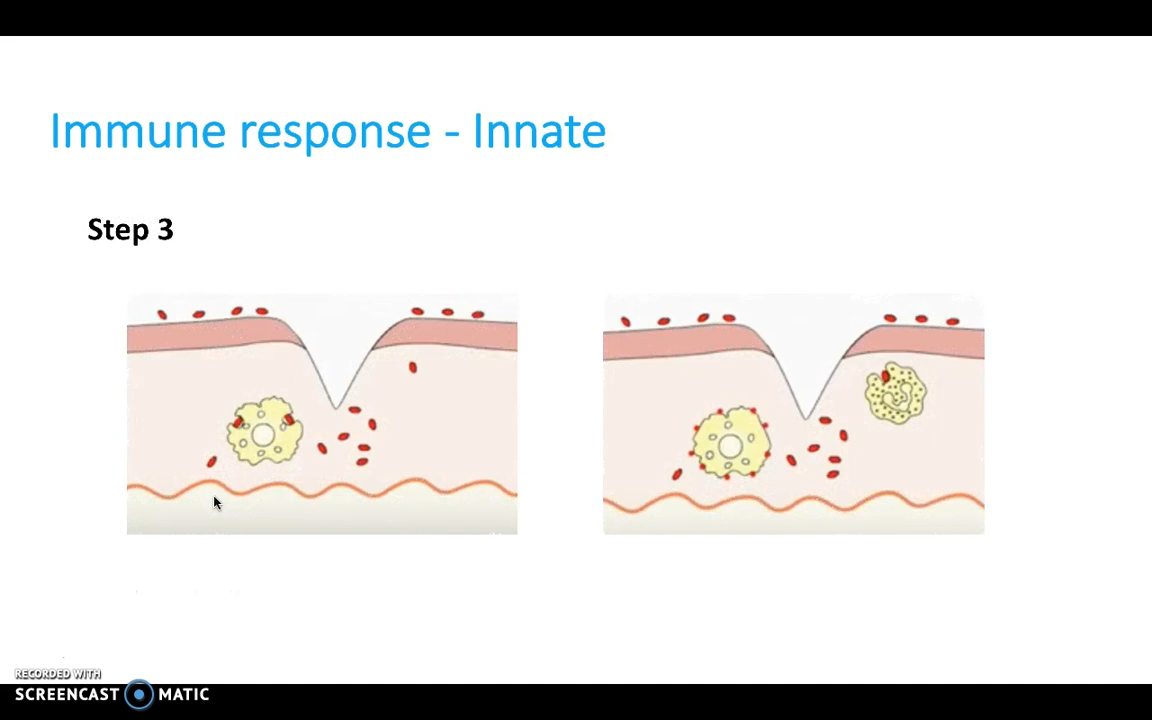 Immune response - Innate
Step 3
RECORDED WITH
SCREENCAST MATIC